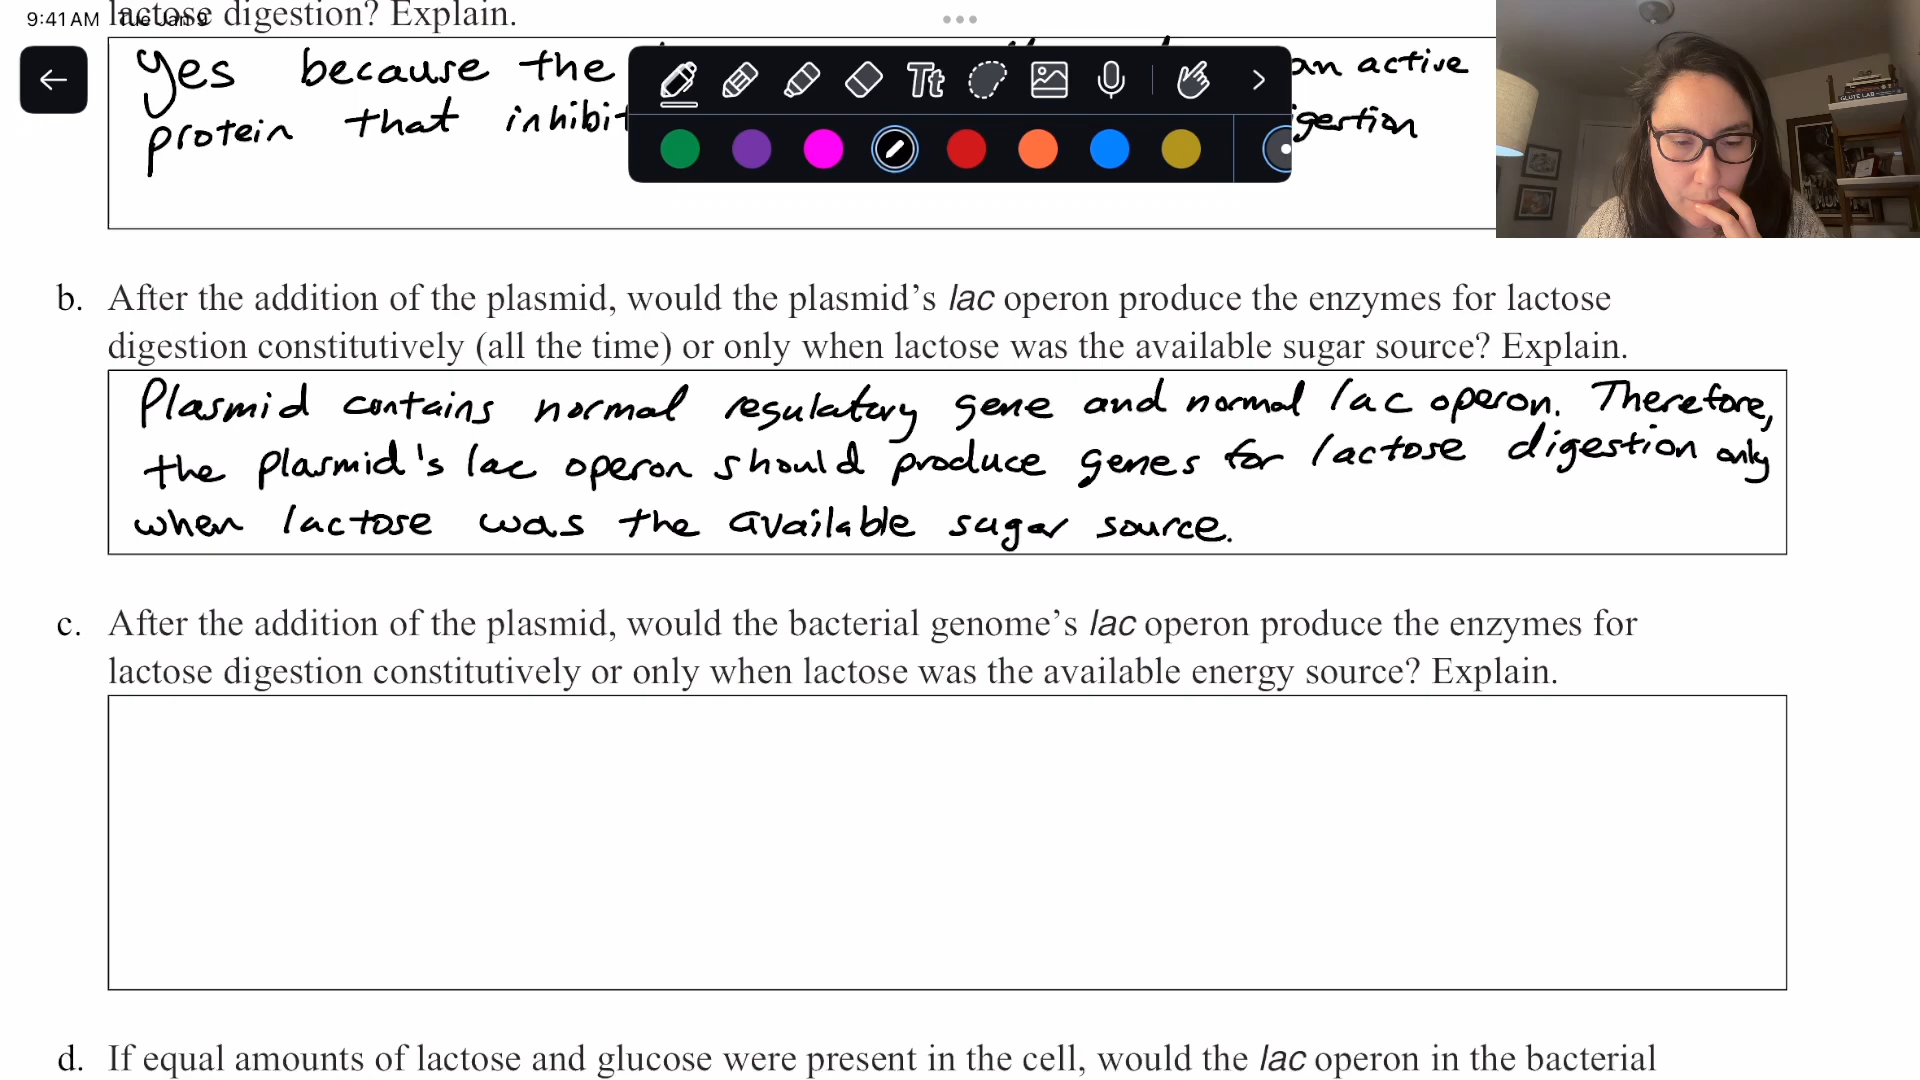 lactose digestion? Explain.
9:41 AM Tue Jan 9
yes because the an active
protein that inhibit igestion
Tt
b. After the addition of the plasmid, would the plasmid’s lac operon produce the enzymes for lactose
digestion constitutively (all the time) or only when lactose was the available sugar source? Explain.
Plasmid contains normal regulatory gene and normal lac operon. Therefore,
the plasmid's lac operon should produce genes for lactose digestion only
when lactose was the available sugar source.
c. After the addition of the plasmid, would the bacterial genome’s lac operon produce the enzymes for
lactose digestion constitutively or only when lactose was the available energy source? Explain.
d. If equal amounts of lactose and glucose were present in the cell, would the lac operon in the bacterial